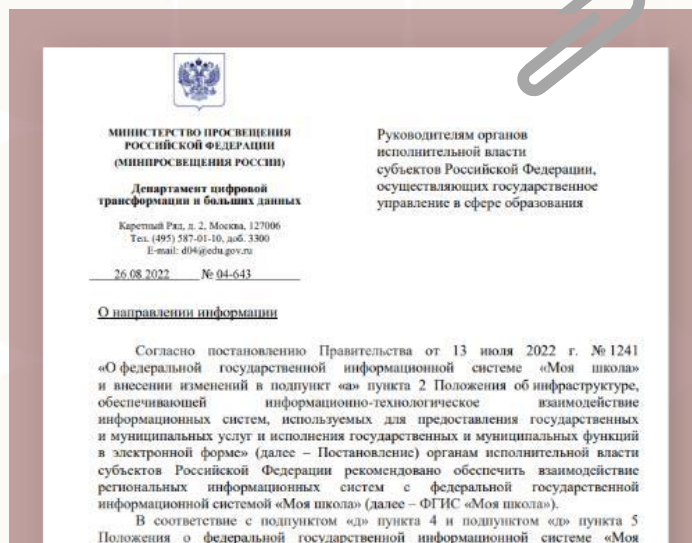 МИНИСТЕРСТВО ПРОСВЕЩЕНИЯ
РОССИЙСКОЙ ФЕДЕРАЦИИ
(МИНПРОСВЕЩЕНИЯ РОССИИ)
Департамент цифровой
трансформации и больших данных
Каретный Ряд, д. 2, Москва, 127006
Тел. (495) 587-01-10, доб. 3300
E-mail: d04@edu.gov.ru
26.08.2022 № 04-643
Руководителям органов
исполнительной власти
субъектов Российской Федерации,
осуществляющих государственное
управление в сфере образования
О направлении информации
Согласно постановлению Правительства от 13 июля 2022 г. № 1241
«О федеральной государственной информационной системе «Моя школа»
и внесении изменений в подпункт «а» пункта 2 Положения об инфраструктуре,
обеспечивающей информационно-технологическое взаимодействие
информационных систем, используемых для предоставления государственных
и муниципальных услуг и исполнения государственных и муниципальных функций
в электронной форме» (далее – Постановление) органам исполнительной власти
субъектов Российской Федерации рекомендовано обеспечить взаимодействие
региональных информационных систем с федеральной государственной
информационной системой «Моя школа» (далее – ФГИС «Моя школа»).
В соответствие с подпунктом «д» пункта 4 и подпунктом «д» пункта 5
Положения о федеральной государственной информационной системе «Моя